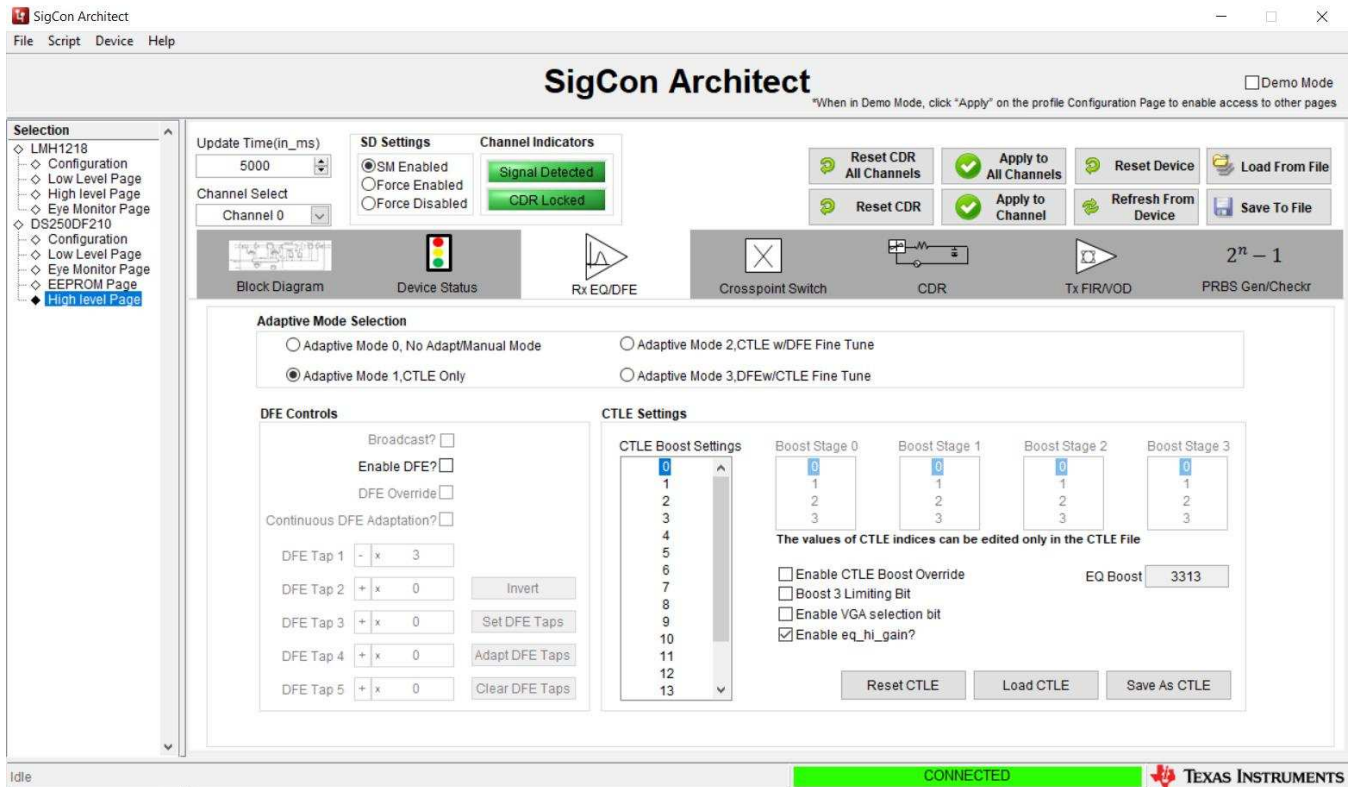 SigCon Architect
File Script Device Help
SigCon Architect
Demo Mode
"When in Demo Mode, click "Apply" on the profile Configuration Page to enable access to other pages
Selection
LMH1218
Configuration
Low Level Page
High level Page
Eye Monitor Page
DS250DF210
Configuration
Low Level Page
Eye Monitor Page
EEPROM Page
High level Page
Update Time(in_ms)
5000
Channel Select
Channel 0
SD Settings
SM Enabled
Force Enabled
Force Disabled
Channel Indicators
Signal Detected
CDR Locked
Reset CDR
All Channels
Apply to
All Channels
Reset Device
Load From File
Reset CDR
Apply to
Channel
Refresh From
Device
Save To File
Block Diagram
Device Status
Rx EQ/DFE
Crosspoint Switch
CDR
Tx FIR/VOD
2ⁿ − 1
PRBS Gen/Checkr
Adaptive Mode Selection
Adaptive Mode 0, No Adapt/Manual Mode
Adaptive Mode 2,CTLE w/DFE Fine Tune
Adaptive Mode 1,CTLE Only
Adaptive Mode 3,DFEw/CTLE Fine Tune
DFE Controls
Broadcast?
Enable DFE?
DFE Override
Continuous DFE Adaptation?
DFE Tap 1 - x 3
DFE Tap 2 + x 0 Invert
DFE Tap 3 + x 0 Set DFE Taps
DFE Tap 4 + x 0 Adapt DFE Taps
DFE Tap 5 + x 0 Clear DFE Taps
CTLE Settings
CTLE Boost Settings
0
1
2
3
4
5
6
7
8
9
10
11
12
13
Boost Stage 0
0
1
2
3
Boost Stage 1
0
1
2
3
Boost Stage 2
0
1
2
3
Boost Stage 3
0
1
2
3
The values of CTLE indices can be edited only in the CTLE File
Enable CTLE Boost Override
Boost 3 Limiting Bit
Enable VGA selection bit
Enable eq_hi_gain?
EQ Boost 3313
Reset CTLE
Load CTLE
Save As CTLE
Idle
CONNECTED
TEXAS INSTRUMENTS